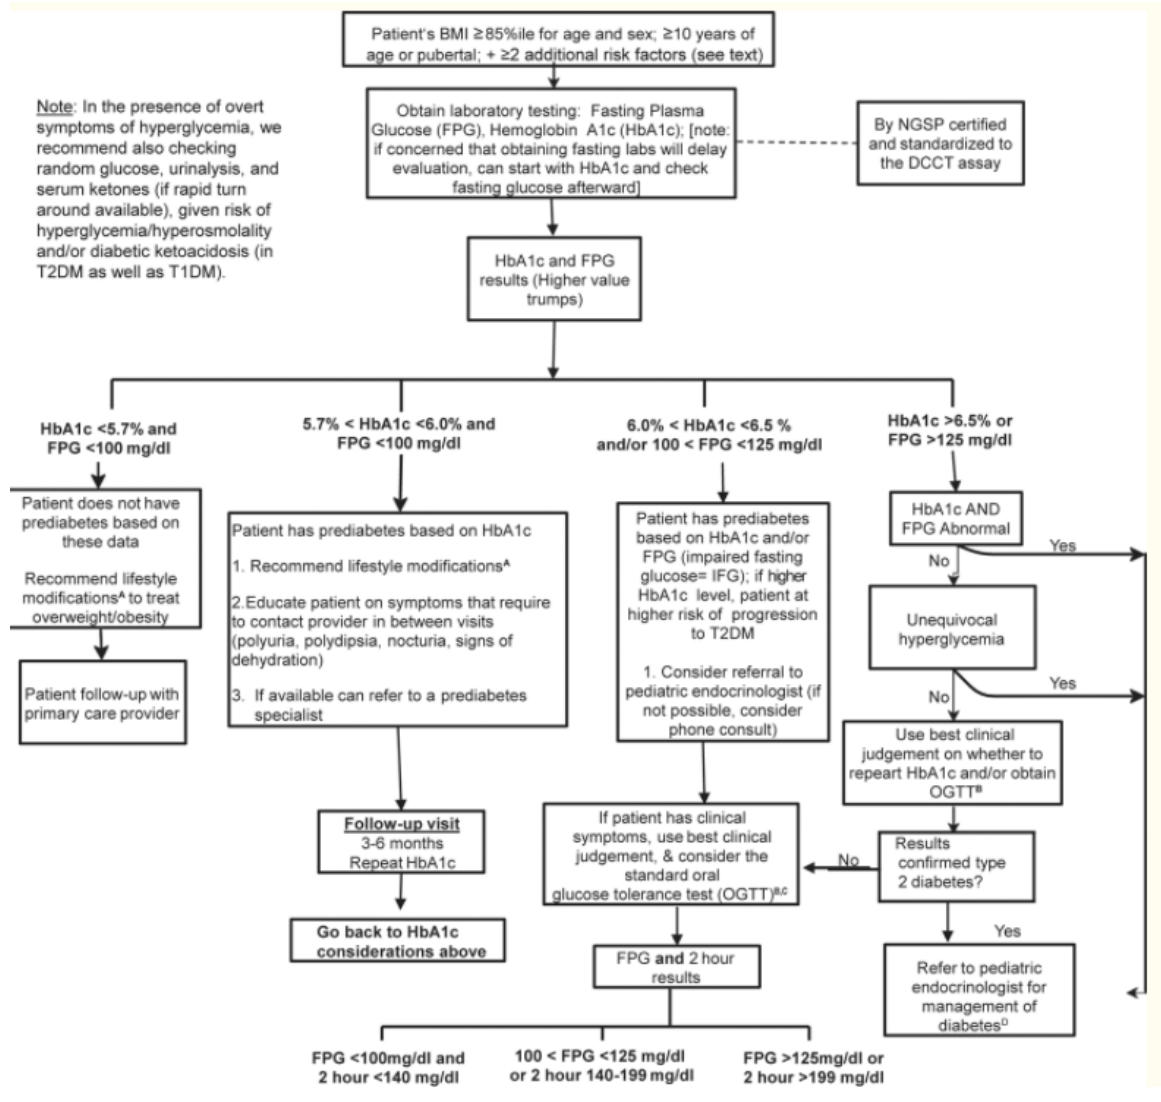 Patient's BMI ≥85%ile for age and sex; ≥10 years of
age or pubertal; + ≥2 additional risk factors (see text)
Note: In the presence of overt
symptoms of hyperglycemia, we
recommend also checking
random glucose, urinalysis, and
serum ketones (if rapid turn
around available), given risk of
hyperglycemia/hyperosmolality
and/or diabetic ketoacidosis (in
T2DM as well as T1DM).
Obtain laboratory testing: Fasting Plasma
Glucose (FPG), Hemoglobin A1c (HbA1c); [note:
if concerned that obtaining fasting labs will delay
evaluation, can start with HbA1c and check
fasting glucose afterward]
By NGSP certified
and standardized to
the DCCT assay
HbA1c and FPG
results (Higher value
trumps)
HbA1c <5.7% and
FPG <100 mg/dl
5.7% < HbA1c <6.0% and
FPG <100 mg/dl
6.0% < HbA1c <6.5 %
and/or 100 < FPG <125 mg/dl
HbA1c >6.5% or
FPG >125 mg/dl
Patient does not have
prediabetes based on
these data
Recommend lifestyle
modificationsᴬ to treat
overweight/obesity
Patient follow-up with
primary care provider
Patient has prediabetes based on HbA1c
1. Recommend lifestyle modificationsᴬ
2.Educate patient on symptoms that require
to contact provider in between visits
(polyuria, polydipsia, nocturia, signs of
dehydration)
3. If available can refer to a prediabetes
specialist
Follow-up visit
3-6 months
Repeat HbA1c
Go back to HbA1c
considerations above
Patient has prediabetes
based on HbA1c and/or
FPG (impaired fasting
glucose= IFG); if higher
HbA1c level, patient at
higher risk of progression
to T2DM
1. Consider referral to
pediatric endocrinologist (if
not possible, consider
phone consult)
If patient has clinical
symptoms, use best clinical
judgement, & consider the
standard oral
glucose tolerance test (OGTT)ᴮ,ᶜ
FPG and 2 hour
results
FPG <100mg/dl and
2 hour <140 mg/dl
100 < FPG <125 mg/dl
or 2 hour 140-199 mg/dl
FPG >125mg/dl or
2 hour >199 mg/dl
HbA1c AND
FPG Abnormal
Yes
No
Unequivocal
hyperglycemia
Yes
No
Use best clinical
judgement on whether to
repeart HbA1c and/or obtain
OGTTᴮ
Results
confirmed type
2 diabetes?
No
Yes
Refer to pediatric
endocrinologist for
management of
diabetesᴰ